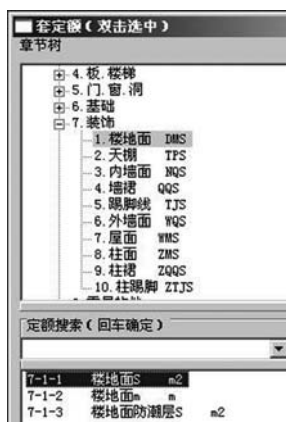 套定额(双击选中)
章节树
4.板.楼梯
5.门.窗.洞
6.基础
7.装饰
1.楼地面 DMS
2.天棚 TPS
3.内墙面 NQS
4.墙裙 QQS
5.踢脚线 TJS
6.外墙面 WQS
7.屋面 WMS
8.柱面 ZMS
9.柱裙 ZQQS
10.柱踢脚 ZTJS
定额搜索(回车确定)
7-1-1 楼地面S m2
7-1-2 楼地面m m
7-1-3 楼地面防潮层S m2